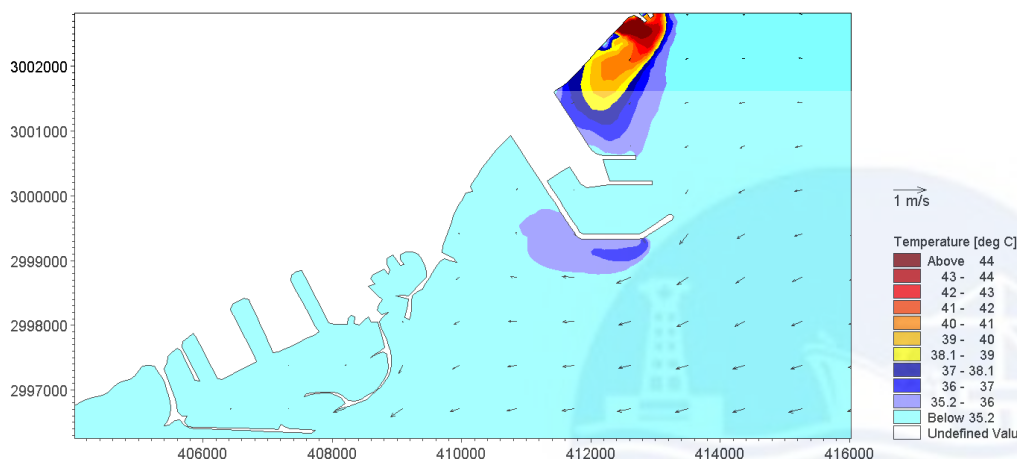 3002000
3001000
3000000
2999000
2998000
2997000
406000 408000 410000 412000 414000 416000
1 m/s
Temperature [deg C]
Above 44
43 - 44
42 - 43
41 - 42
40 - 41
39 - 40
38.1 - 39
37 - 38.1
36 - 37
35.2 - 36
Below 35.2
Undefined Valu